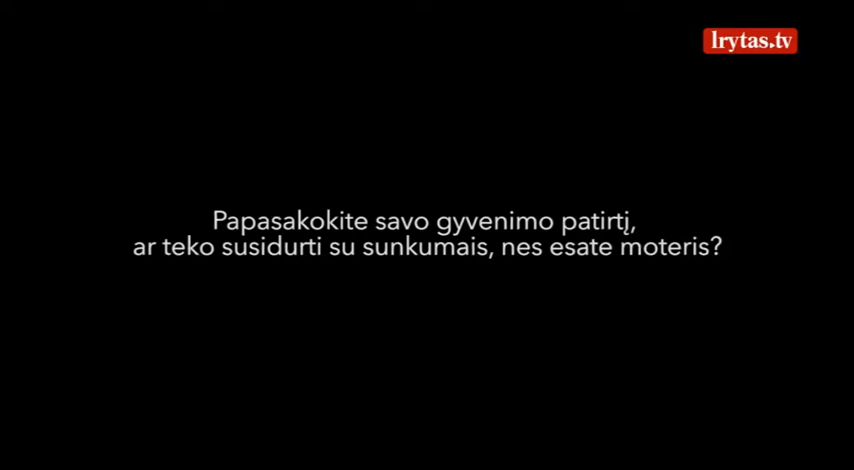 lrytas.tv
Papasakokite savo gyvenimo patirtį,
ar teko susidurti su sunkumais, nes esate moteris?